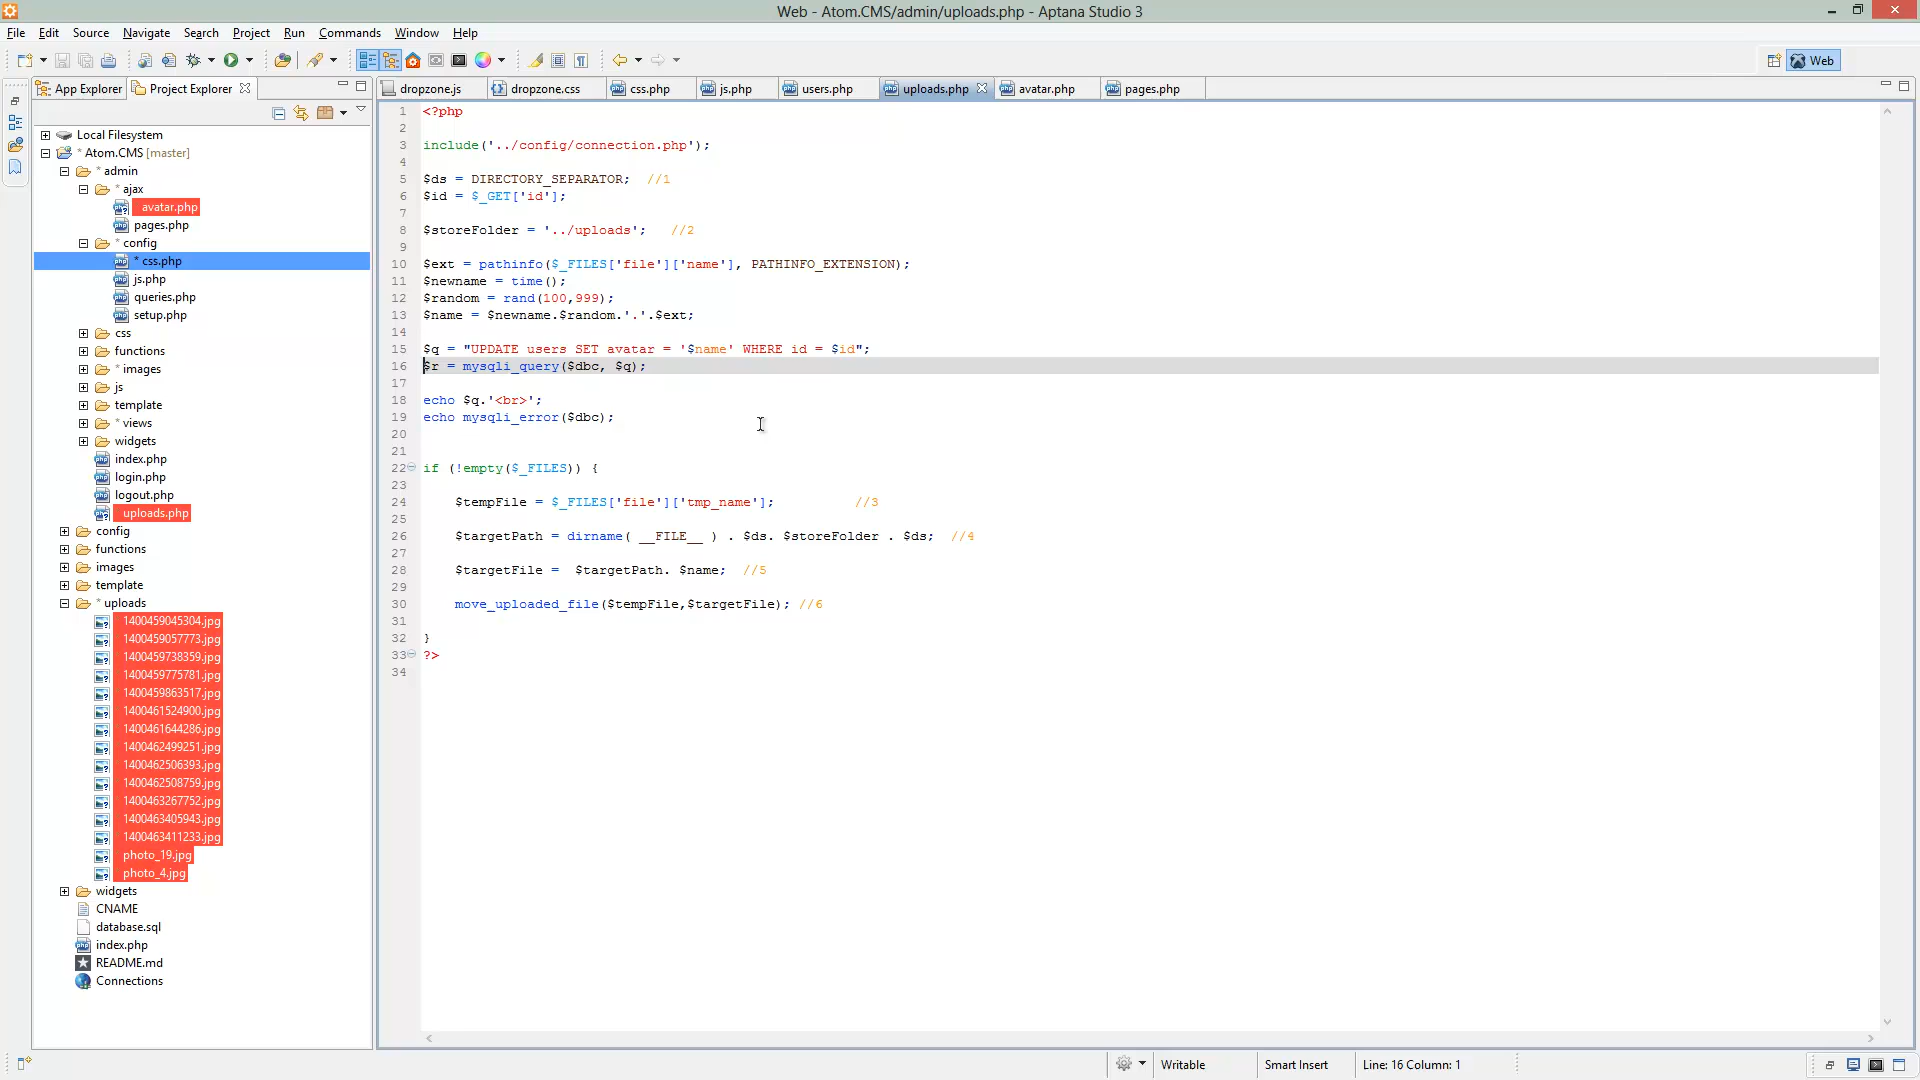 Web - Atom.CMS/admin/uploads.php - Aptana Studio 3
File Edit Source Navigate Search Project Run Commands Window Help
Web
App Explorer Project Explorer
dropzone.js dropzone.css css.php js.php users.php uploads.php avatar.php pages.php
Local Filesystem
* Atom.CMS [master]
* admin
* ajax
avatar.php
pages.php
* config
* css.php
js.php
queries.php
setup.php
css
functions
* images
js
template
* views
widgets
index.php
login.php
logout.php
uploads.php
config
functions
images
template
* uploads
1400459045304.jpg
1400459057773.jpg
1400459738359.jpg
1400459775781.jpg
1400459863517.jpg
1400461524900.jpg
1400461644286.jpg
1400462499251.jpg
1400462506393.jpg
1400462508759.jpg
1400463267752.jpg
1400463405943.jpg
1400463411233.jpg
photo_19.jpg
photo_4.jpg
widgets
CNAME
database.sql
index.php
README.md
Connections
1 <?php
2
3 include('../config/connection.php');
4
5 $ds = DIRECTORY_SEPARATOR;  //1
6 $id = $_GET['id'];
7
8 $storeFolder = '../uploads';   //2
9
10 $ext = pathinfo($_FILES['file']['name'], PATHINFO_EXTENSION);
11 $newname = time();
12 $random = rand(100,999);
13 $name = $newname.$random.'.'.$ext;
14
15 $q = "UPDATE users SET avatar = '$name' WHERE id = $id";
16 $r = mysqli_query($dbc, $q);
17
18 echo $q.'<br>';
19 echo mysqli_error($dbc);
20
21
22 if (!empty($_FILES)) {
23
24     $tempFile = $_FILES['file']['tmp_name'];          //3
25
26     $targetPath = dirname( __FILE__ ) . $ds. $storeFolder . $ds;  //4
27
28     $targetFile =  $targetPath. $name;  //5
29
30     move_uploaded_file($tempFile,$targetFile); //6
31
32 }
33 ?>
34
Writable Smart Insert Line: 16 Column: 1